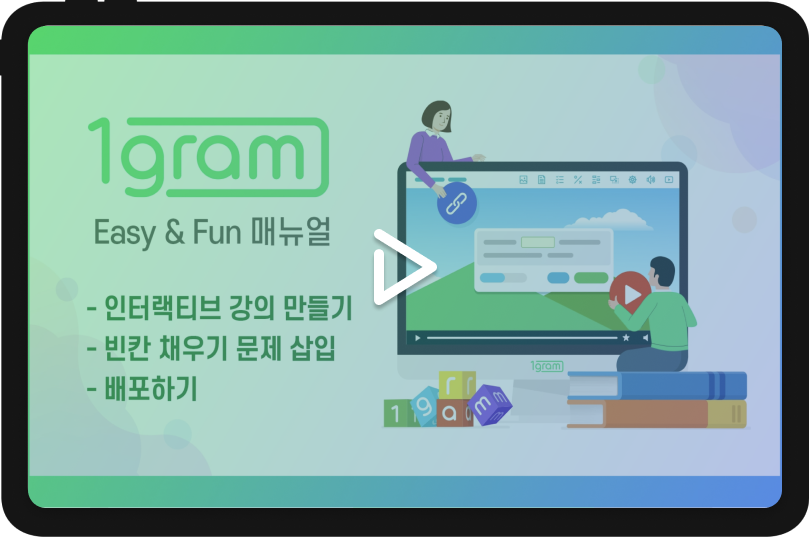 1gram
Easy & Fun 매뉴얼
- 인터랙티브 강의 만들기
- 빈칸 채우기 문제 삽입
- 배포하기
1gram
1 g r a m m